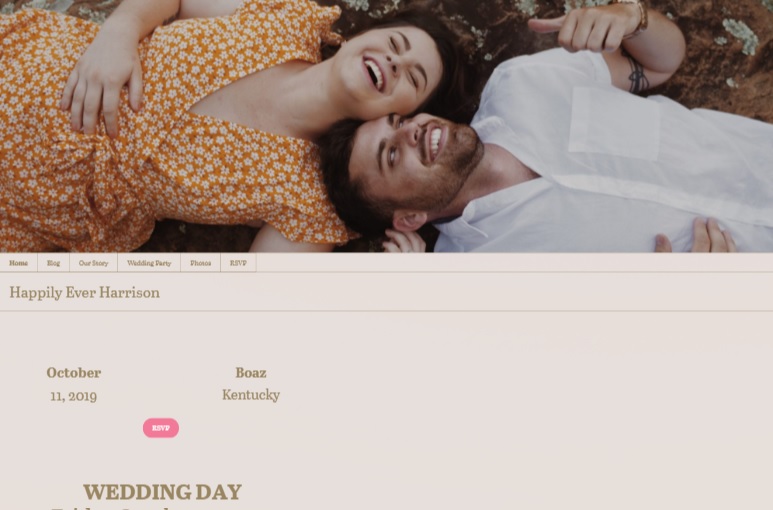 Home Blog Our Story Wedding Party Photos RSVP
Happily Ever Harrison
October
11, 2019
Boaz
Kentucky
RSVP
WEDDING DAY